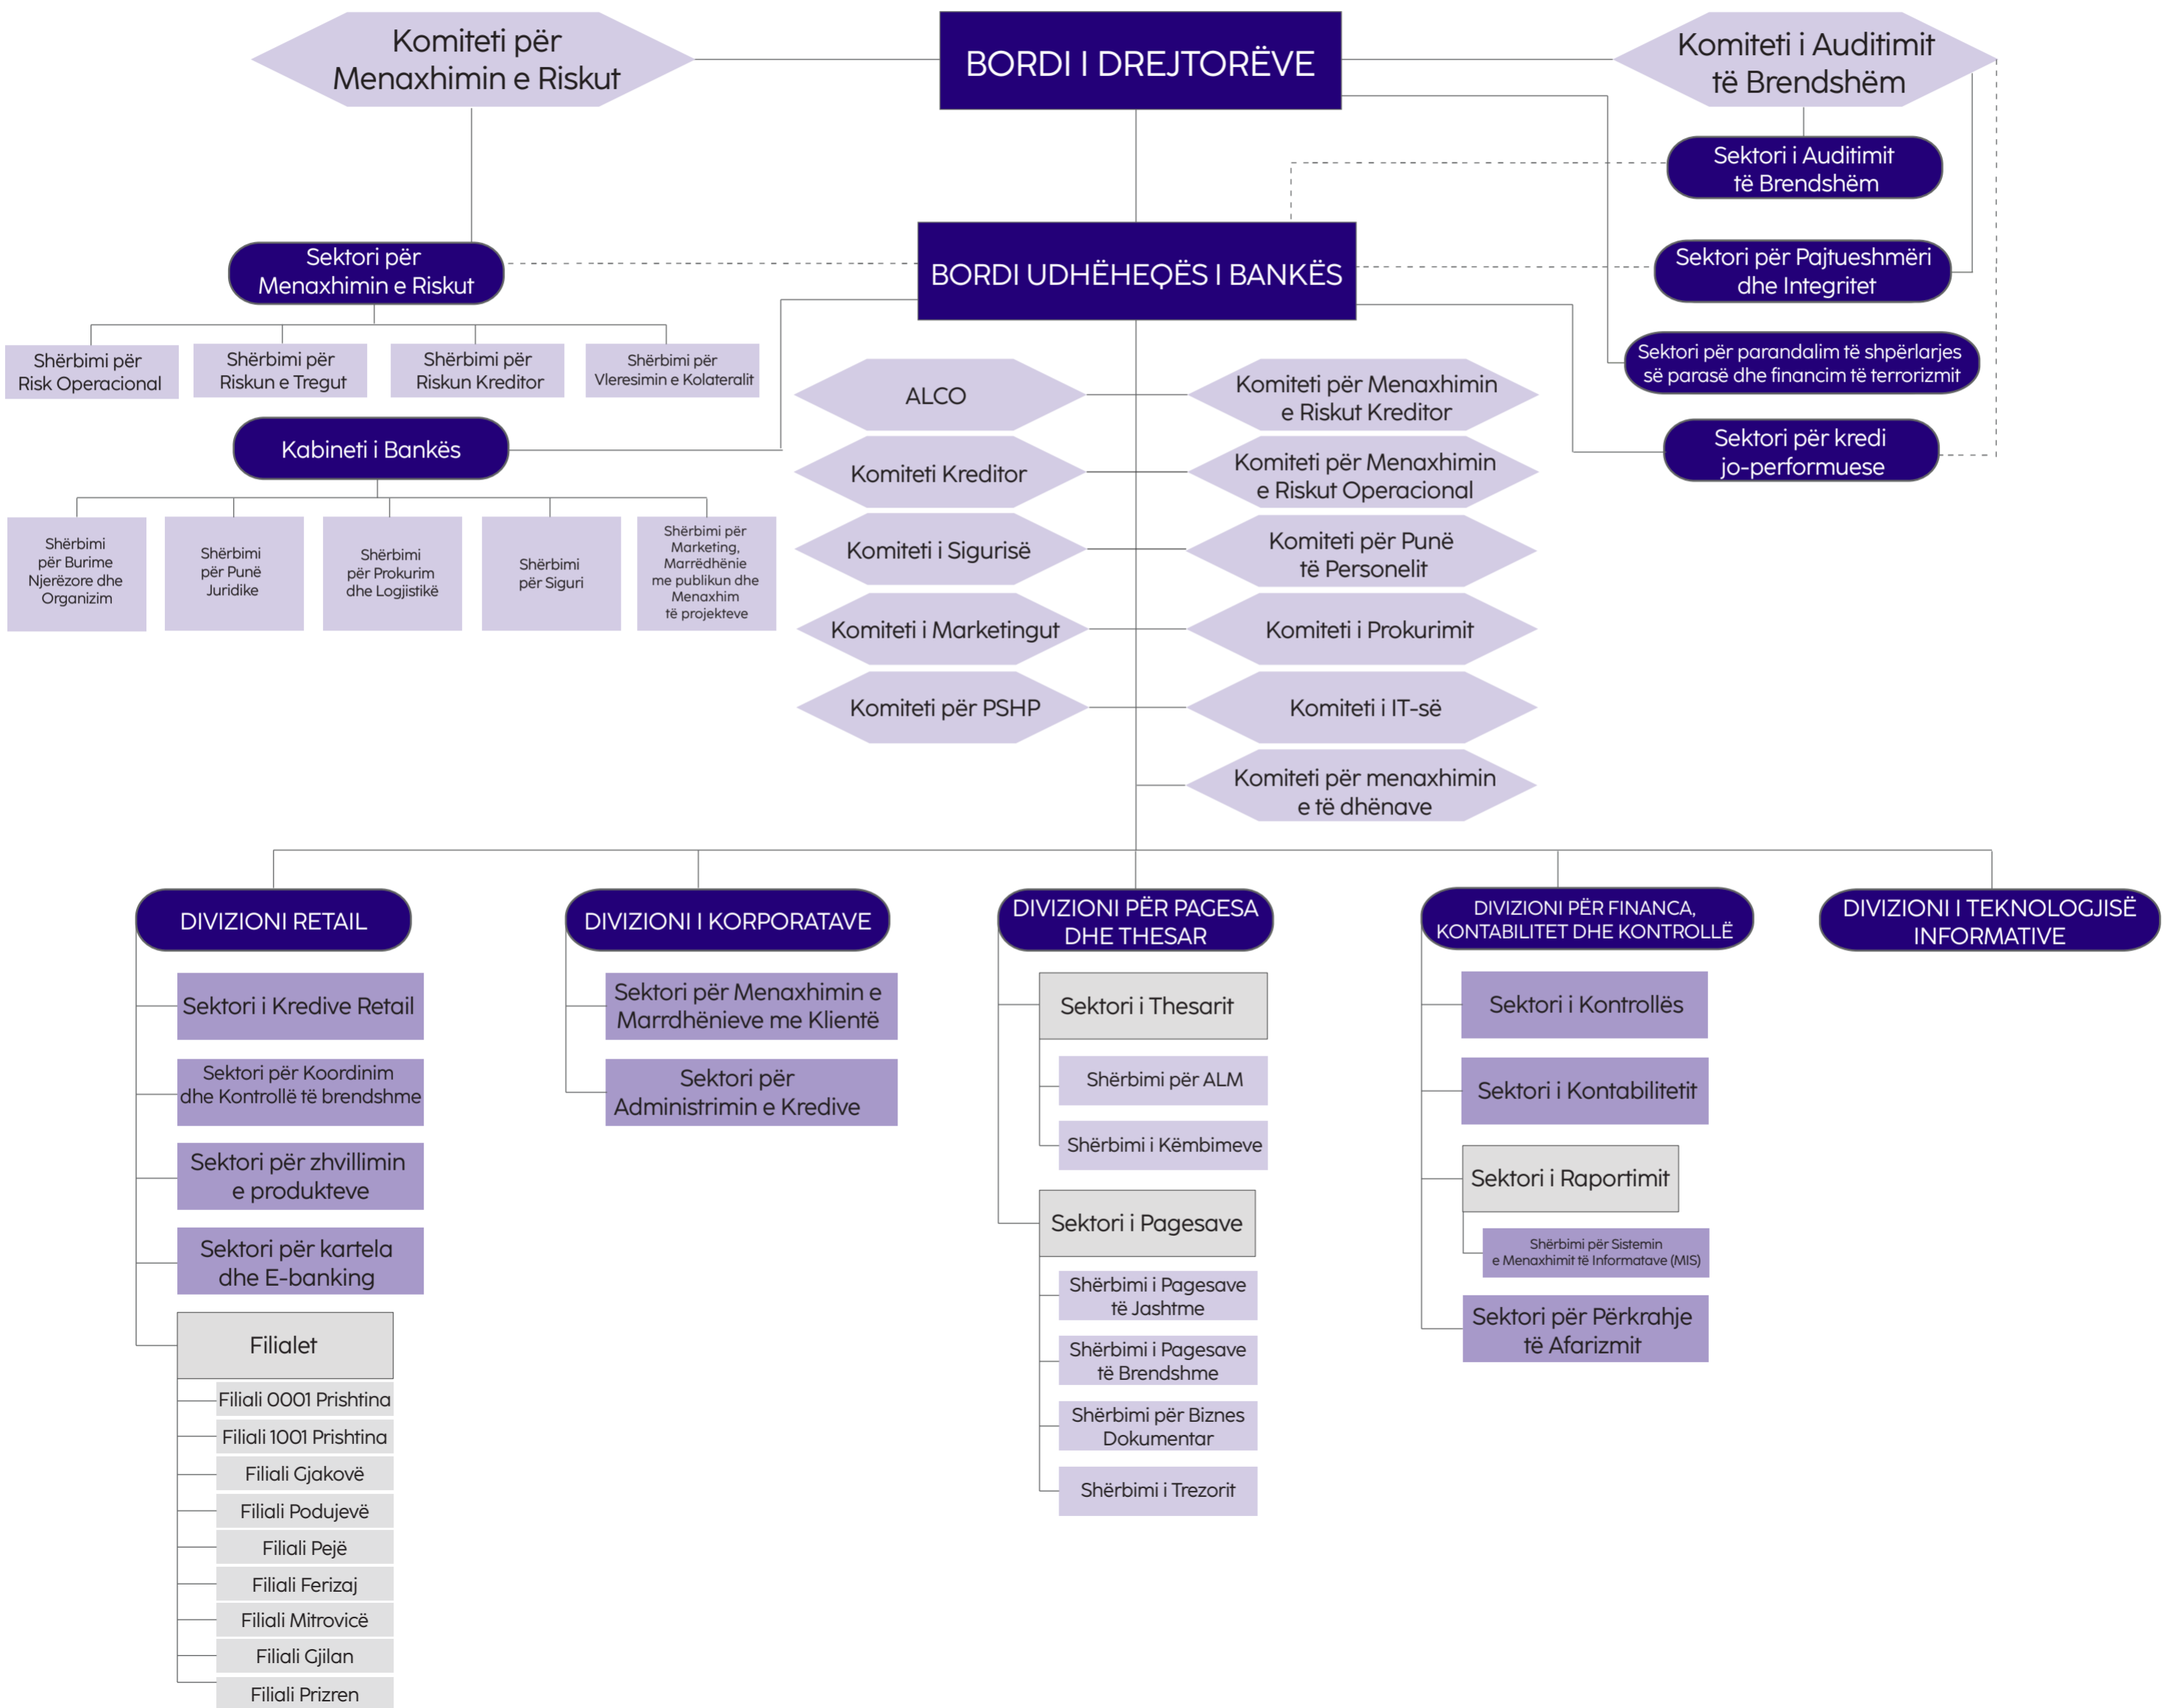 Komiteti për
Menaxhimin e Riskut
BORDI I DREJTORËVE
Komiteti i Auditimit
të Brendshëm
Sektori i Auditimit
të Brendshëm
Sektori për
Menaxhimin e Riskut
BORDI UDHËHEQËS I BANKËS
Sektori për Pajtueshmëri
dhe Integritet
Sektori për parandalim të shpërlarjes
së parasë dhe financim të terrorizmit
Sektori për kredi
jo-performuese
Shërbimi për
Risk Operacional
Shërbimi për
Riskun e Tregut
Shërbimi për
Riskun Kreditor
Shërbimi për
Vleresimin e Kolateralit
Kabineti i Bankës
Shërbimi
për Burime
Njerëzore dhe
Organizim
Shërbimi
për Punë
Juridike
Shërbimi
për Prokurim
dhe Logjistikë
Shërbimi
për Siguri
Shërbimi për
Marketing,
Marrëdhënie
me publikun dhe
Menaxhim
të projekteve
ALCO
Komiteti për Menaxhimin
e Riskut Kreditor
Komiteti Kreditor
Komiteti për Menaxhimin
e Riskut Operacional
Komiteti i Sigurisë
Komiteti për Punë
të Personelit
Komiteti i Marketingut
Komiteti i Prokurimit
Komiteti për PSHP
Komiteti i IT-së
Komiteti për menaxhimin
e të dhënave
DIVIZIONI RETAIL
Sektori i Kredive Retail
Sektori për Koordinim
dhe Kontrollë të brendshme
Sektori për zhvillimin
e produkteve
Sektori për kartela
dhe E-banking
Filialet
Filiali 0001 Prishtina
Filiali 1001 Prishtina
Filiali Gjakovë
Filiali Podujevë
Filiali Pejë
Filiali Ferizaj
Filiali Mitrovicë
Filiali Gjilan
Filiali Prizren
DIVIZIONI I KORPORATAVE
Sektori për Menaxhimin e
Marrdhënieve me Klientë
Sektori për
Administrimin e Kredive
DIVIZIONI PËR PAGESA
DHE THESAR
Sektori i Thesarit
Shërbimi për ALM
Shërbimi i Këmbimeve
Sektori i Pagesave
Shërbimi i Pagesave
të Jashtme
Shërbimi i Pagesave
të Brendshme
Shërbimi për Biznes
Dokumentar
Shërbimi i Trezorit
DIVIZIONI PËR FINANCA,
KONTABILITET DHE KONTROLLË
Sektori i Kontrollës
Sektori i Kontabilitetit
Sektori i Raportimit
Shërbimi për Sistemin
e Menaxhimit të Informatave (MIS)
Sektori për Përkrahje
të Afarizmit
DIVIZIONI I TEKNOLOGJISË
INFORMATIVE